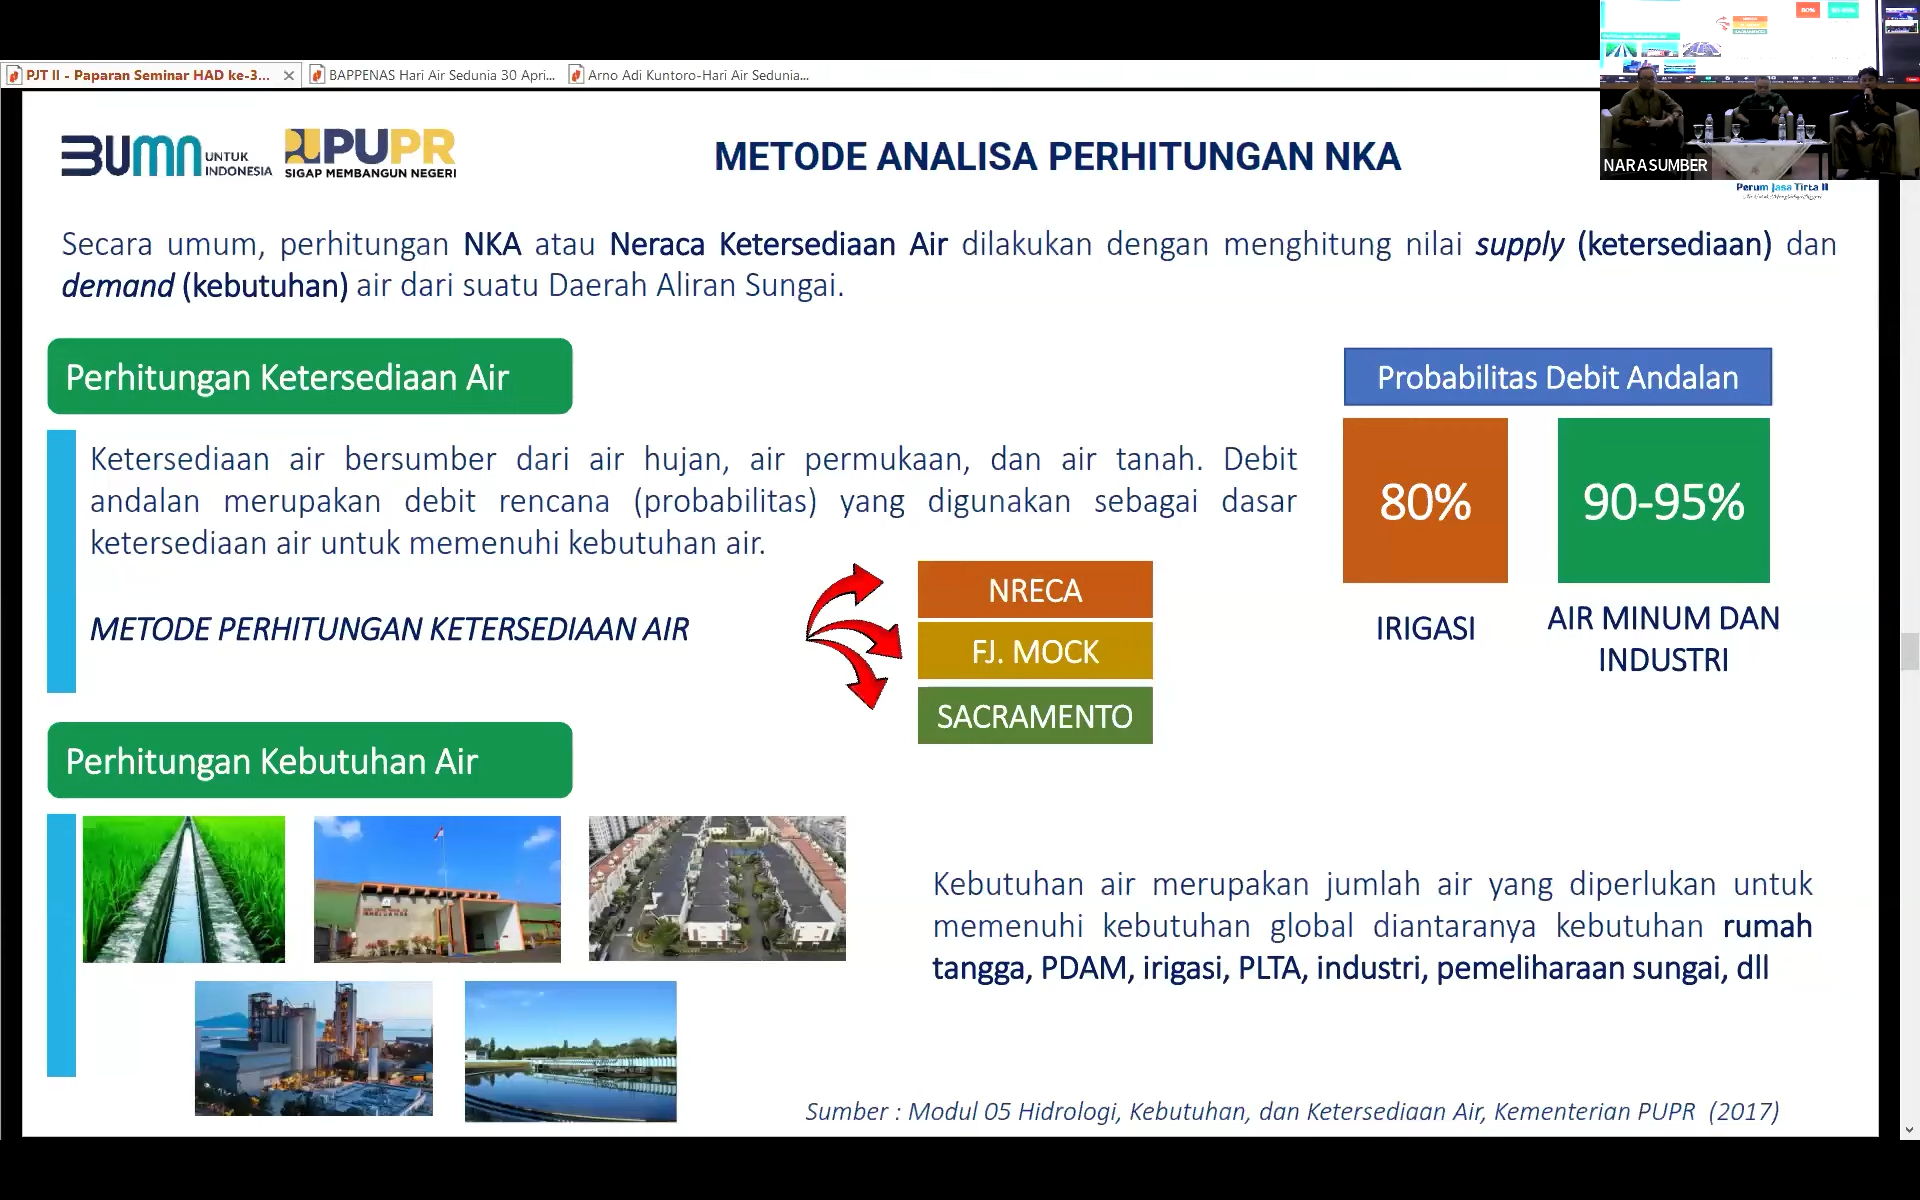 PJT II - Paparan Seminar HAD ke-3...
BAPPENAS Hari Air Sedunia 30 Apri...
Arno Adi Kuntoro-Hari Air Sedunia...
NARASUMBER
BUMN UNTUK INDONESIA
PUPR
SIGAP MEMBANGUN NEGERI
METODE ANALISA PERHITUNGAN NKA
Perum Jasa Tirta II
Secara umum, perhitungan NKA atau Neraca Ketersediaan Air dilakukan dengan menghitung nilai supply (ketersediaan) dan
demand (kebutuhan) air dari suatu Daerah Aliran Sungai.
Perhitungan Ketersediaan Air
Ketersediaan air bersumber dari air hujan, air permukaan, dan air tanah. Debit
andalan merupakan debit rencana (probabilitas) yang digunakan sebagai dasar
ketersediaan air untuk memenuhi kebutuhan air.
METODE PERHITUNGAN KETERSEDIAAN AIR
NRECA
FJ. MOCK
SACRAMENTO
Probabilitas Debit Andalan
80%
90-95%
IRIGASI
AIR MINUM DAN
INDUSTRI
Perhitungan Kebutuhan Air
Kebutuhan air merupakan jumlah air yang diperlukan untuk
memenuhi kebutuhan global diantaranya kebutuhan rumah
tangga, PDAM, irigasi, PLTA, industri, pemeliharaan sungai, dll
Sumber : Modul 05 Hidrologi, Kebutuhan, dan Ketersediaan Air, Kementerian PUPR (2017)